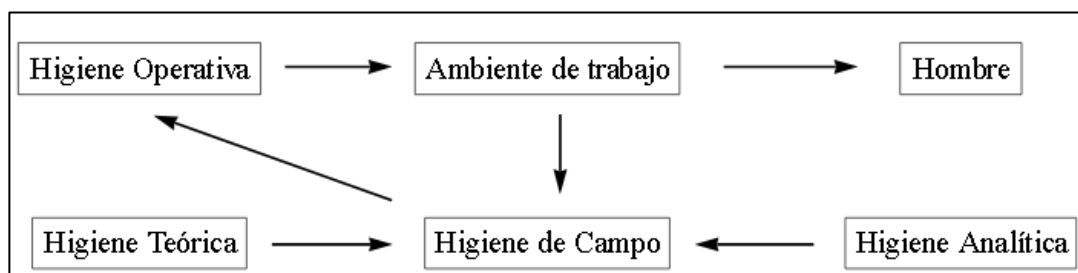 Higiene Operativa
Ambiente de trabajo
Hombre
Higiene Teórica
Higiene de Campo
Higiene Analítica